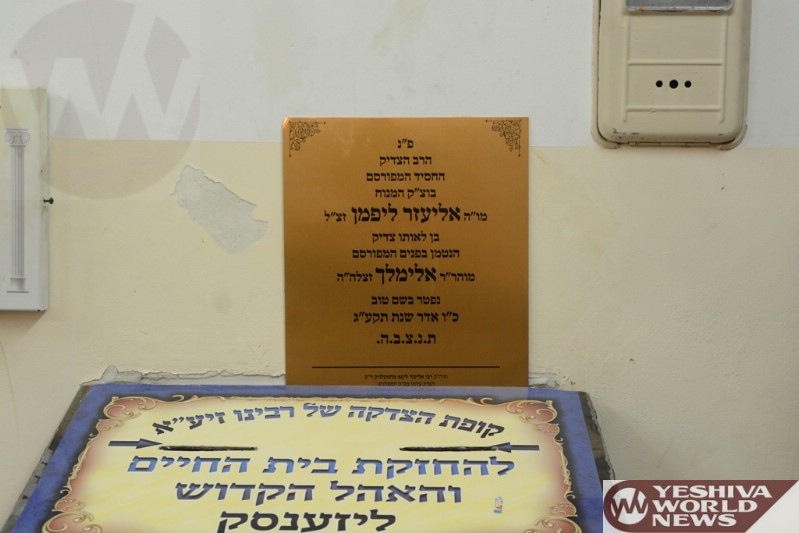 פ"נ
הרב הצדיק
החסיד המפורסם
בוצ"ק המנוח
מו"ה אליעזר ליפמן זצ"ל
בן לאותו צדיק
הנטמן בפנים המפורסם
מוהר"ר אלימלך זצלה"ה
נפטר בשם טוב
כ"ו אדר שנת תקע"ג
ת.נ.צ.ב.ה.
קופת הצדקה של רבינו זיע"א
להחזקת בית החיים
והאהל הקדוש
ליזענסק
YESHIVA
WORLD
NEWS